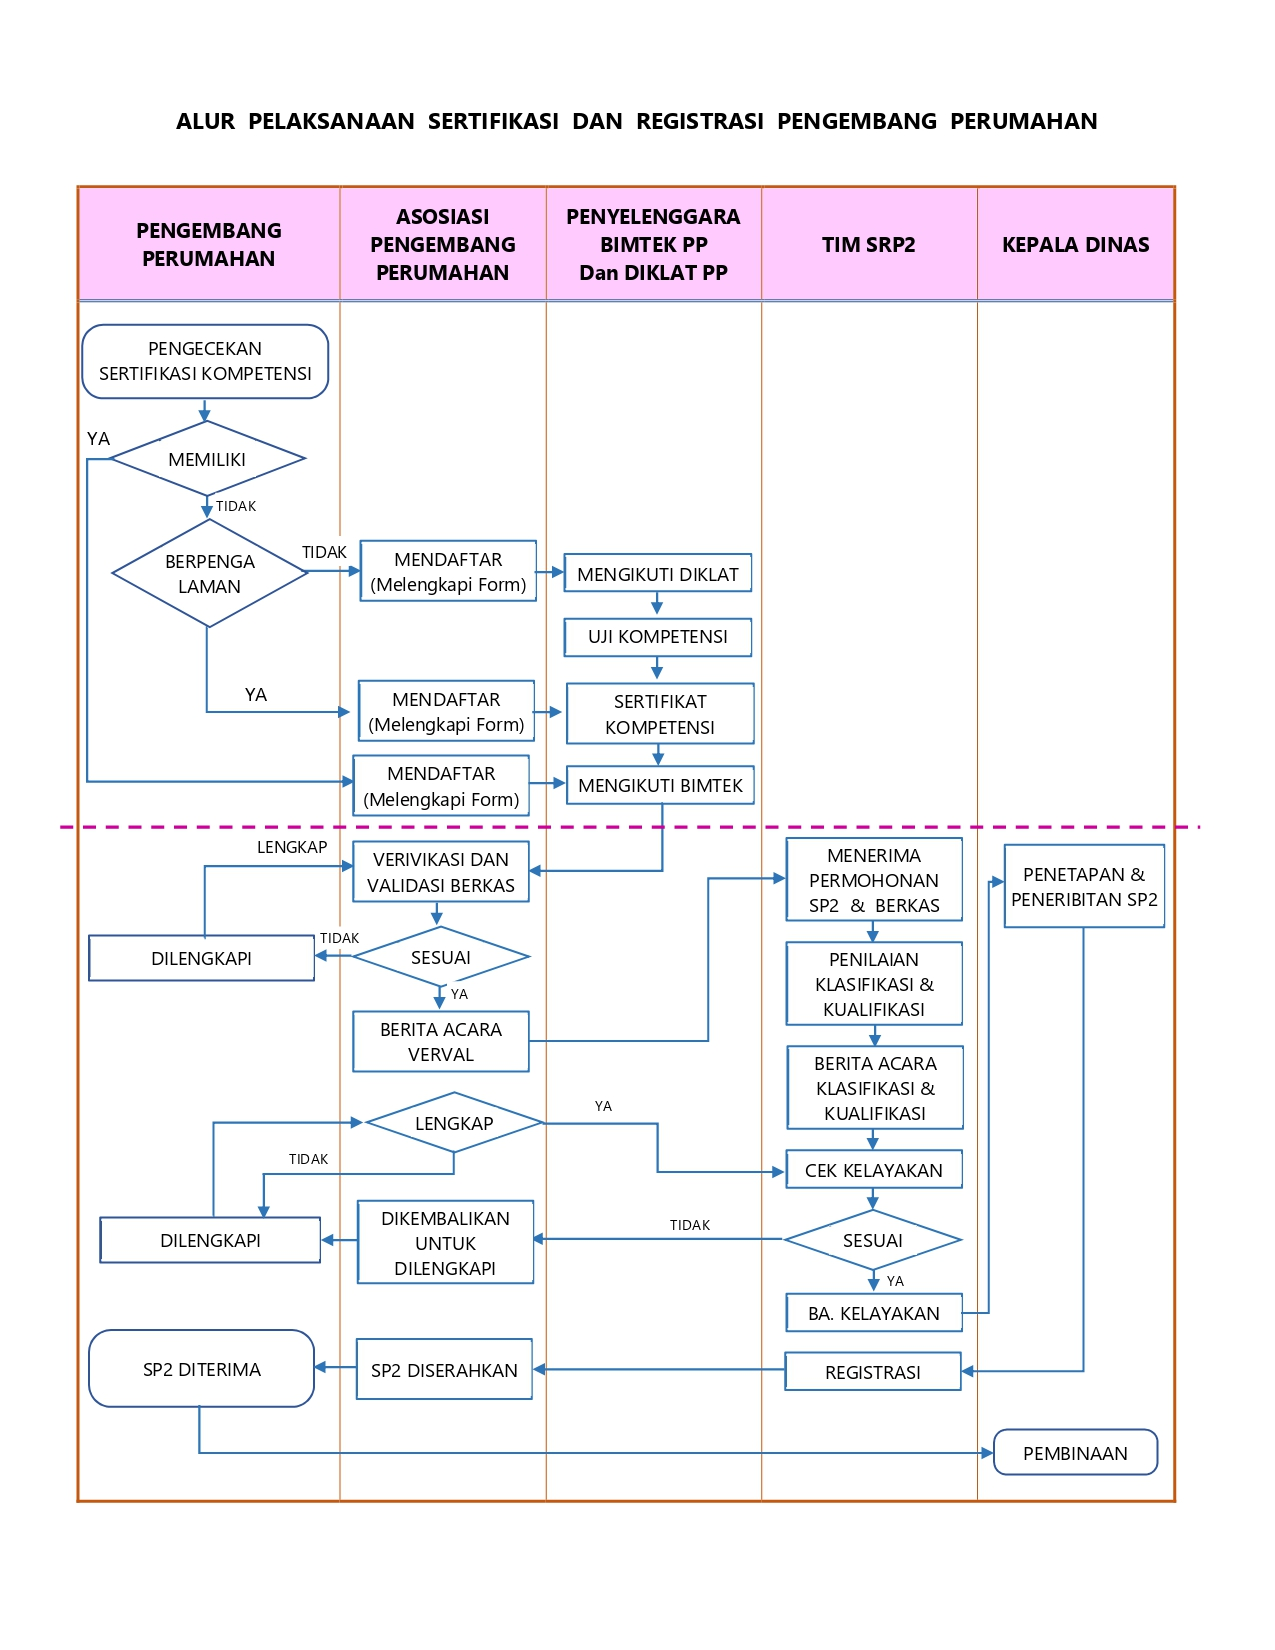 ALUR PELAKSANAAN SERTIFIKASI DAN REGISTRASI PENGEMBANG PERUMAHAN
PENGEMBANG
PERUMAHAN
ASOSIASI
PENGEMBANG
PERUMAHAN
PENYELENGGARA
BIMTEK PP
Dan DIKLAT PP
TIM SRP2
KEPALA DINAS
PENGECEKAN
SERTIFIKASI KOMPETENSI
YA
MEMILIKI
TIDAK
BERPENGA
LAMAN
TIDAK
MENDAFTAR
(Melengkapi Form)
MENGIKUTI DIKLAT
UJI KOMPETENSI
YA
MENDAFTAR
(Melengkapi Form)
SERTIFIKAT
KOMPETENSI
MENDAFTAR
(Melengkapi Form)
MENGIKUTI BIMTEK
LENGKAP
VERIVIKASI DAN
VALIDASI BERKAS
MENERIMA
PERMOHONAN
SP2 & BERKAS
PENETAPAN &
PENERIBITAN SP2
TIDAK
DILENGKAPI
SESUAI
YA
PENILAIAN
KLASIFIKASI &
KUALIFIKASI
BERITA ACARA
VERVAL
BERITA ACARA
KLASIFIKASI &
KUALIFIKASI
LENGKAP
YA
TIDAK
CEK KELAYAKAN
DILENGKAPI
DIKEMBALIKAN
UNTUK
DILENGKAPI
TIDAK
SESUAI
YA
BA. KELAYAKAN
SP2 DITERIMA
SP2 DISERAHKAN
REGISTRASI
PEMBINAAN